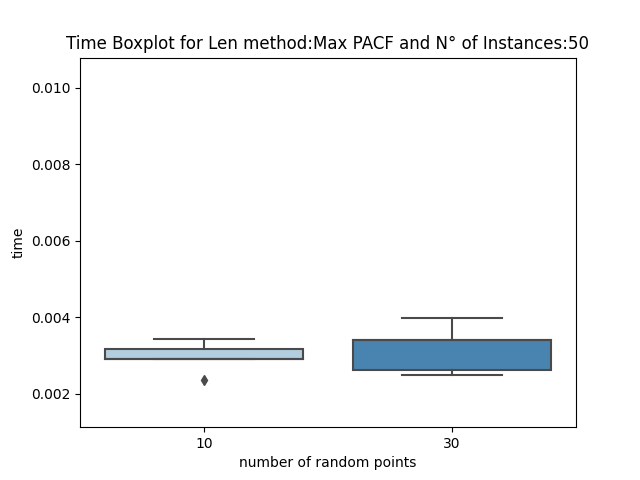 Time Boxplot for Len method:Max PACF and N° of Instances:50
0.010
0.008
0.006
0.004
0.002
time
10 30
number of random points